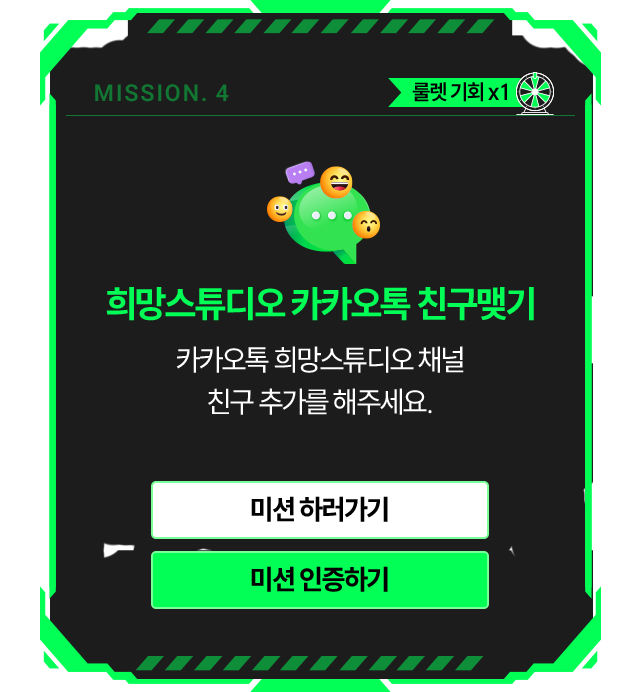 MISSION. 4
룰렛 기회 x1
희망스튜디오 카카오톡 친구맺기
카카오톡 희망스튜디오 채널
친구 추가를 해주세요.
미션 하러가기
미션 인증하기